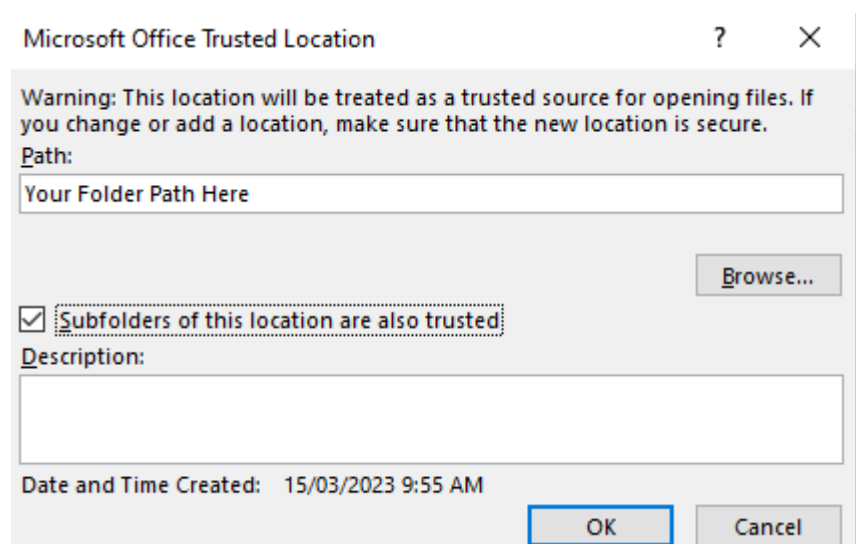 Microsoft Office Trusted Location
Warning: This location will be treated as a trusted source for opening files. If
you change or add a location, make sure that the new location is secure.
Path:
Your Folder Path Here
Browse...
Subfolders of this location are also trusted
Description:
Date and Time Created: 15/03/2023 9:55 AM
OK Cancel